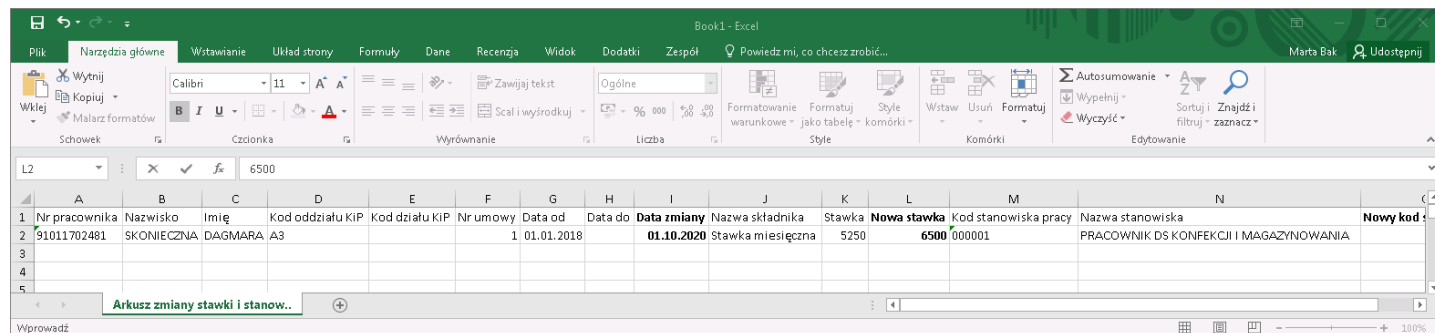 Book1 - Excel
Plik Narzędzia główne Wstawianie Układ strony Formuły Dane Recenzja Widok Dodatki Zespół Powiedz mi, co chcesz zrobić... Marta Bak Udostępnij
Wklej
Wytnij
Kopiuj
Malarz formatów
Schowek
Calibri 11 A A
B I U A
Czcionka
Zawijaj tekst
Scal i wyśrodkuj
Wyrównanie
Ogólne
% 000
Liczba
Formatowanie warunkowe
Formatuj jako tabelę
Style komórki
Style
Wstaw Usuń Formatuj
Komórki
Autosumowanie
Wypełnij
Wyczyść
Sortuj i filtruj
Znajdź i zaznacz
Edytowanie
L2 fx 6500
A B C D E F G H I J K L M N
1 Nr pracownika Nazwisko Imię Kod oddziału KiP Kod działu KiP Nr umowy Data od Data do Data zmiany Nazwa składnika Stawka Nowa stawka Kod stanowiska pracy Nazwa stanowiska Nowy kod
2 91011702481 SKONIECZNA DAGMARA A3 1 01.01.2018 01.10.2020 Stawka miesięczna 5250 6500 000001 PRACOWNIK DS KONFEKCJI I MAGAZYNOWANIA
3
4
5
Arkusz zmiany stawki i stanow..
Wprowadź 100%